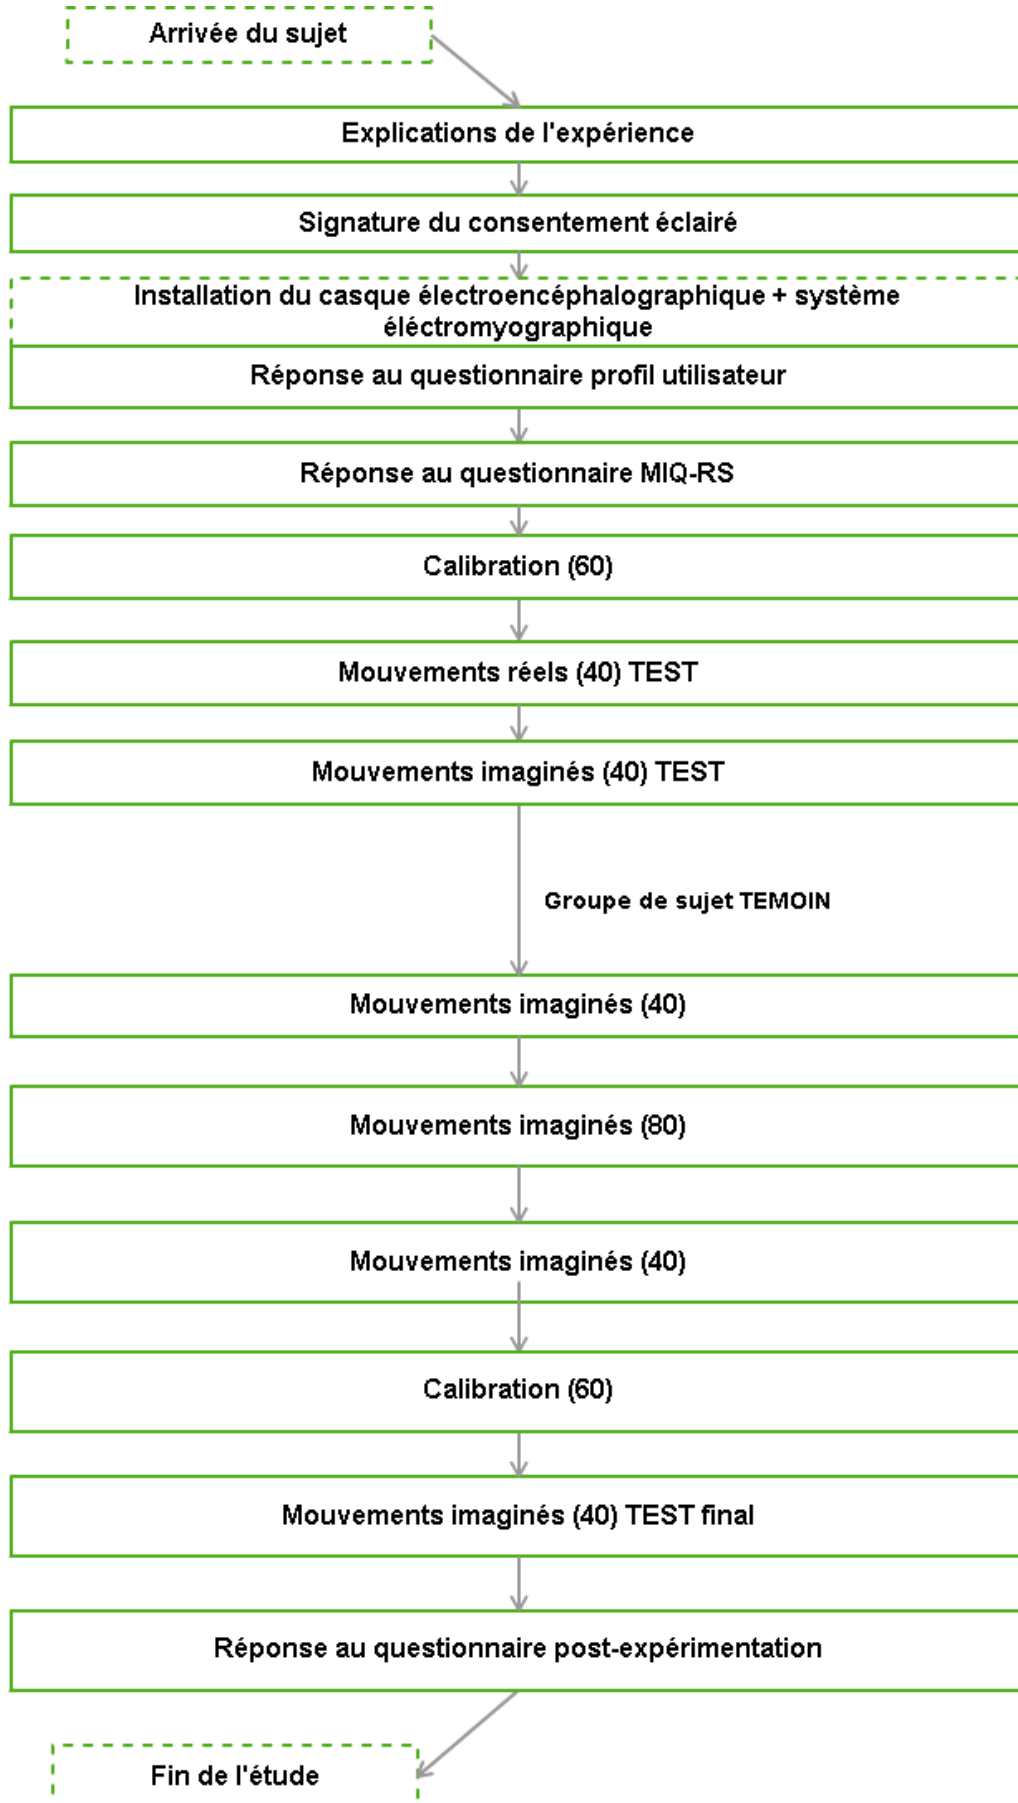 Arrivée du sujet
Explications de l'expérience
Signature du consentement éclairé
Installation du casque électroencéphalographique + système
éléctromyographique
Réponse au questionnaire profil utilisateur
Réponse au questionnaire MIQ-RS
Calibration (60)
Mouvements réels (40) TEST
Mouvements imaginés (40) TEST
Groupe de sujet TEMOIN
Mouvements imaginés (40)
Mouvements imaginés (80)
Mouvements imaginés (40)
Calibration (60)
Mouvements imaginés (40) TEST final
Réponse au questionnaire post-expérimentation
Fin de l'étude